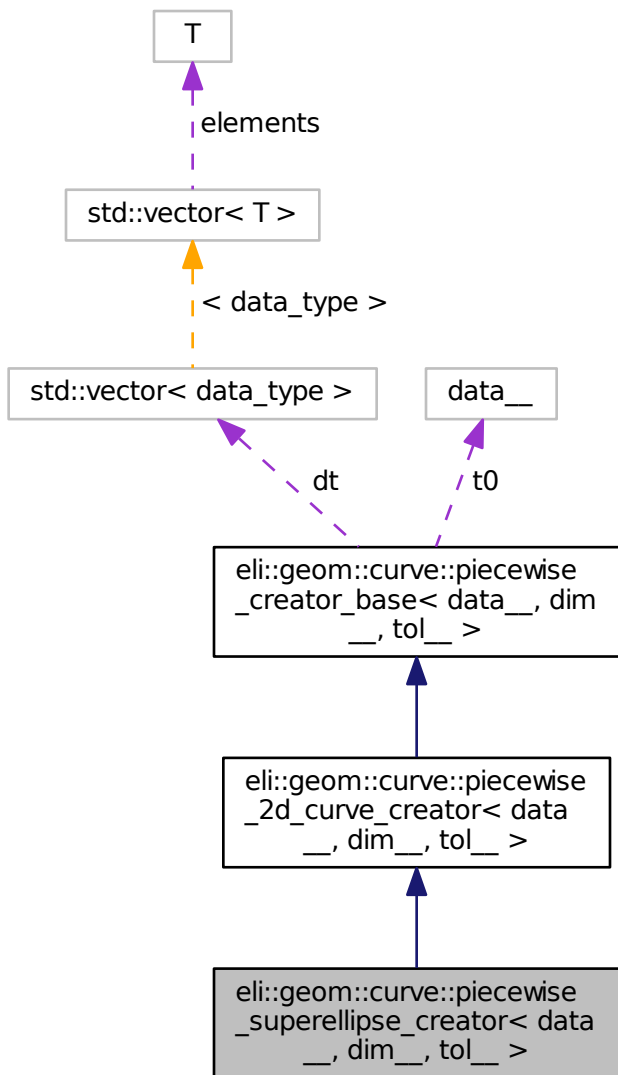 T
elements
std::vector< T >
< data_type >
std::vector< data_type >
data__
dt
t0
eli::geom::curve::piecewise
_creator_base< data__, dim
__, tol__ >
eli::geom::curve::piecewise
_2d_curve_creator< data
__, dim__, tol__ >
eli::geom::curve::piecewise
_superellipse_creator< data
__, dim__, tol__ >